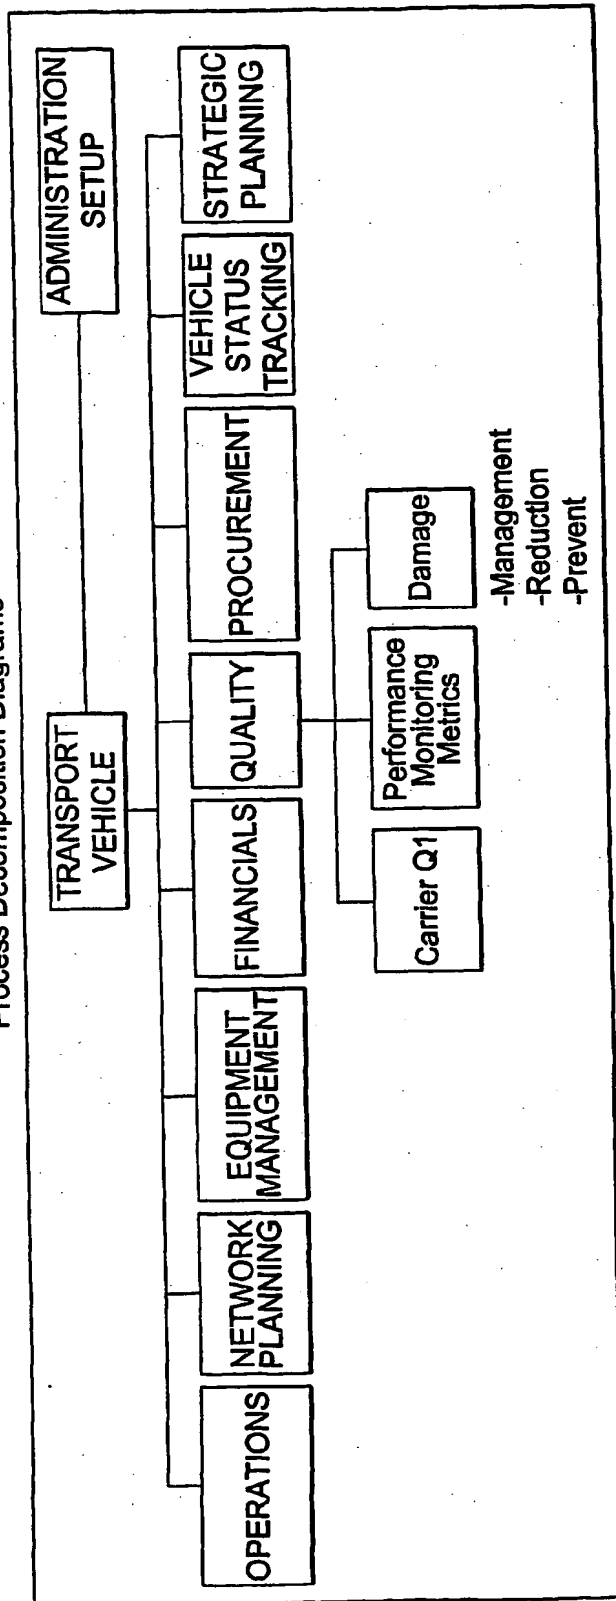 Process Decomposition Diagrams
TRANSPORT
VEHICLE
ADMINISTRATION
SETUP
OPERATIONS
NETWORK
PLANNING
EQUIPMENT
MANAGEMENT
FINANCIALS
QUALITY
PROCUREMENT
VEHICLE
STATUS
TRACKING
STRATEGIC
PLANNING
Carrier Q1
Performance
Monitoring
Metrics
Damage
-Management
-Reduction
-Prevent